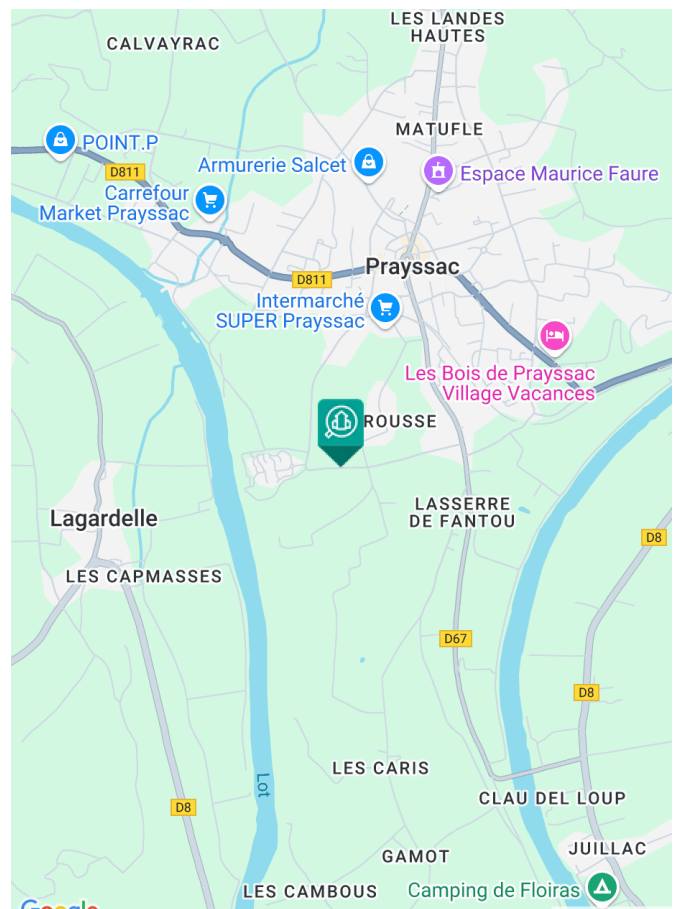 LES LANDES
HAUTES
CALVAYRAC
MATUFLE
POINT.P
Armurerie Salcet
Espace Maurice Faure
D811
Carrefour
Market Prayssac
Prayssac
D811
Intermarché
SUPER Prayssac
Les Bois de Prayssac
Village Vacances
ROUSSE
LASSERRE
DE FANTOU
Lagardelle
D8
LES CAPMASSES
D67
D8
LES CARIS
Lot
CLAU DEL LOUP
D8
JUILLAC
GAMOT
LES CAMBOUS
Camping de Floiras
Google